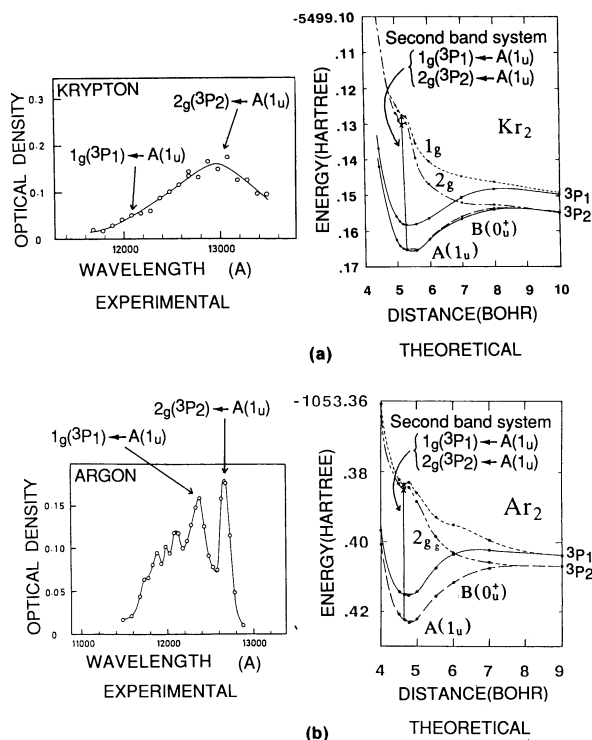 KRYPTON
2g(3P2)←A(1u)
1g(3P1)←A(1u)
OPTICAL DENSITY
0.3
0.2
0.1
0
12000
13000
WAVELENGTH (A)
EXPERIMENTAL
-5499.10
.10
.12
.13
.15
.16
.17
ENERGY(HARTREE)
Second band system
1g(3P1)←A(1u)
2g(3P2)←A(1u)
Kr2
1g
2g
3P1
3P2
B(0u+)
A(1u)
4 5 6 7 8 9 10
DISTANCE(BOHR)
THEORETICAL
(a)
2g(3P2)←A(1u)
1g(3P1)←A(1u)
ARGON
OPTICAL DENSITY
0.15
0.10
0.05
0
11000
12000
13000
WAVELENGTH (A)
EXPERIMENTAL
-1053.36
.38
.40
.42
ENERGY(HARTREE)
Second band system
1g(3P1)←A(1u)
2g(3P2)←A(1u)
Ar2
2gg
3P1
3P2
B(0u+)
A(1u)
4 5 6 7 8 9
DISTANCE(BOHR)
THEORETICAL
(b)